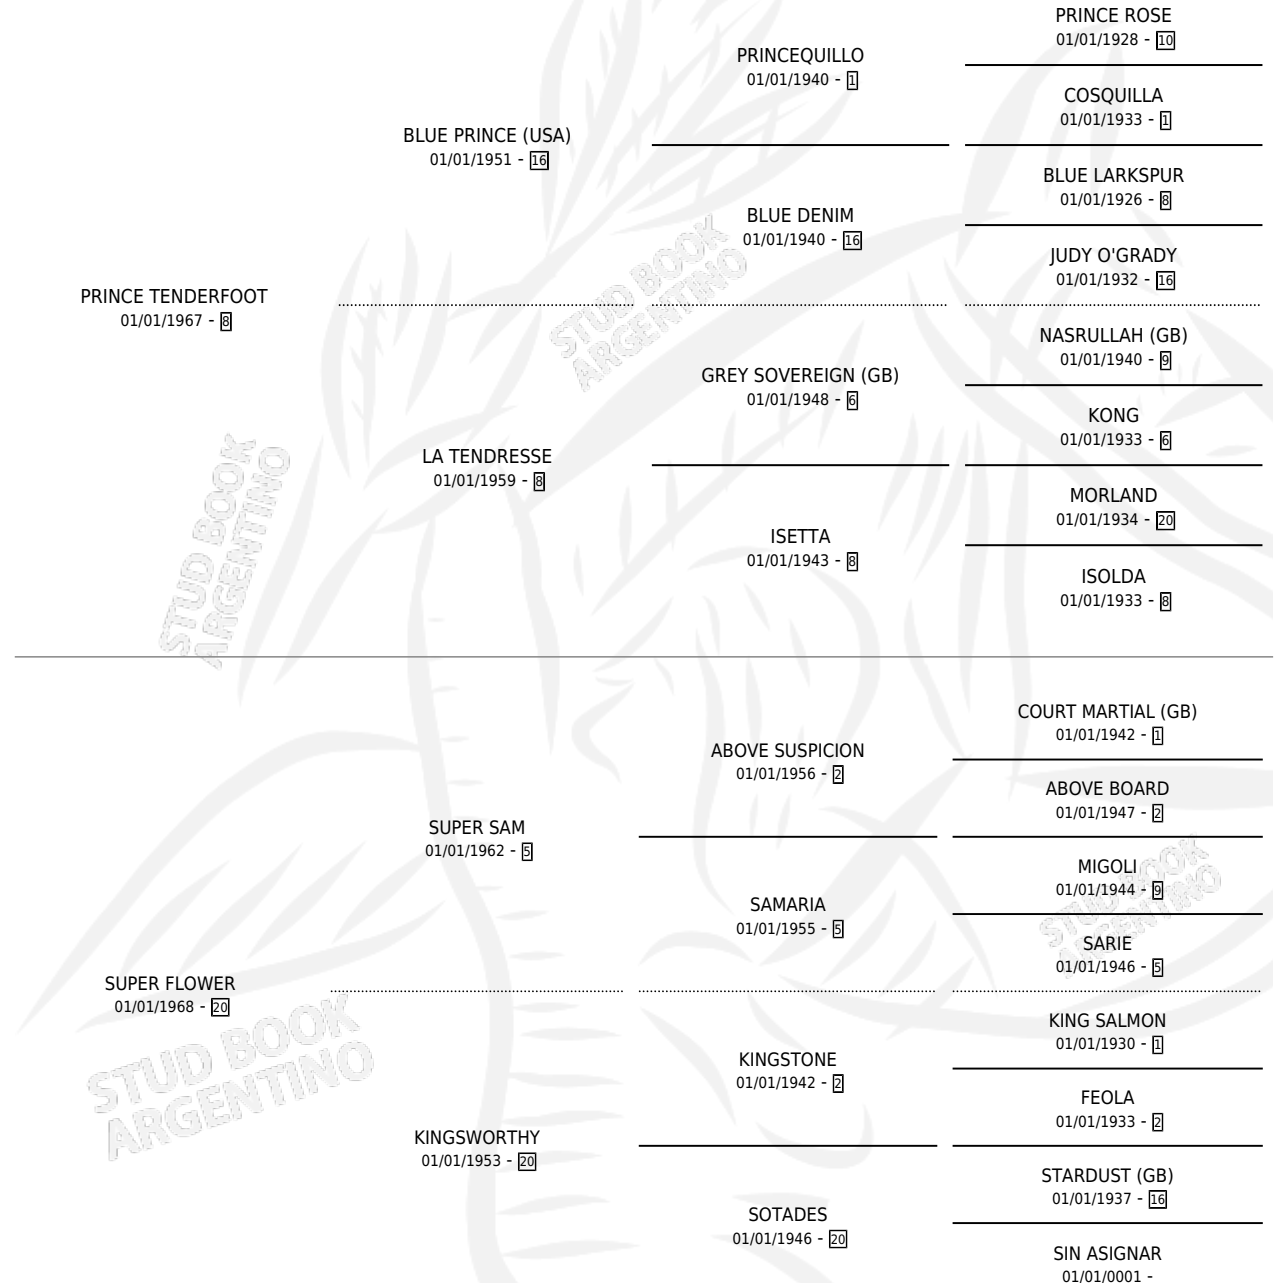 PRINCE ROSE
01/01/1928 - 10
PRINCEQUILLO
01/01/1940 - 1
COSQUILLA
01/01/1933 - 1
BLUE PRINCE (USA)
01/01/1951 - 16
BLUE LARKSPUR
01/01/1926 - 8
BLUE DENIM
01/01/1940 - 16
JUDY O'GRADY
01/01/1932 - 16
PRINCE TENDERFOOT
01/01/1967 - 8
NASRULLAH (GB)
01/01/1940 - 9
GREY SOVEREIGN (GB)
01/01/1948 - 6
KONG
01/01/1933 - 6
LA TENDRESSE
01/01/1959 - 8
MORLAND
01/01/1934 - 20
ISETTA
01/01/1943 - 8
ISOLDA
01/01/1933 - 8
COURT MARTIAL (GB)
01/01/1942 - 1
ABOVE SUSPICION
01/01/1956 - 2
ABOVE BOARD
01/01/1947 - 2
SUPER SAM
01/01/1962 - 5
MIGOLI
01/01/1944 - 9
SAMARIA
01/01/1955 - 5
SARIE
01/01/1946 - 5
SUPER FLOWER
01/01/1968 - 20
KING SALMON
01/01/1930 - 1
KINGSTONE
01/01/1942 - 2
FEOLA
01/01/1933 - 2
KINGSWORTHY
01/01/1953 - 20
STARDUST (GB)
01/01/1937 - 16
SOTADES
01/01/1946 - 20
SIN ASIGNAR
01/01/0001 -
STUD BOOK
ARGENTINO
STUD BOOK
ARGENTINO
STUD BOOK
ARGENTINO
STUD BOOK
ARGENTINO